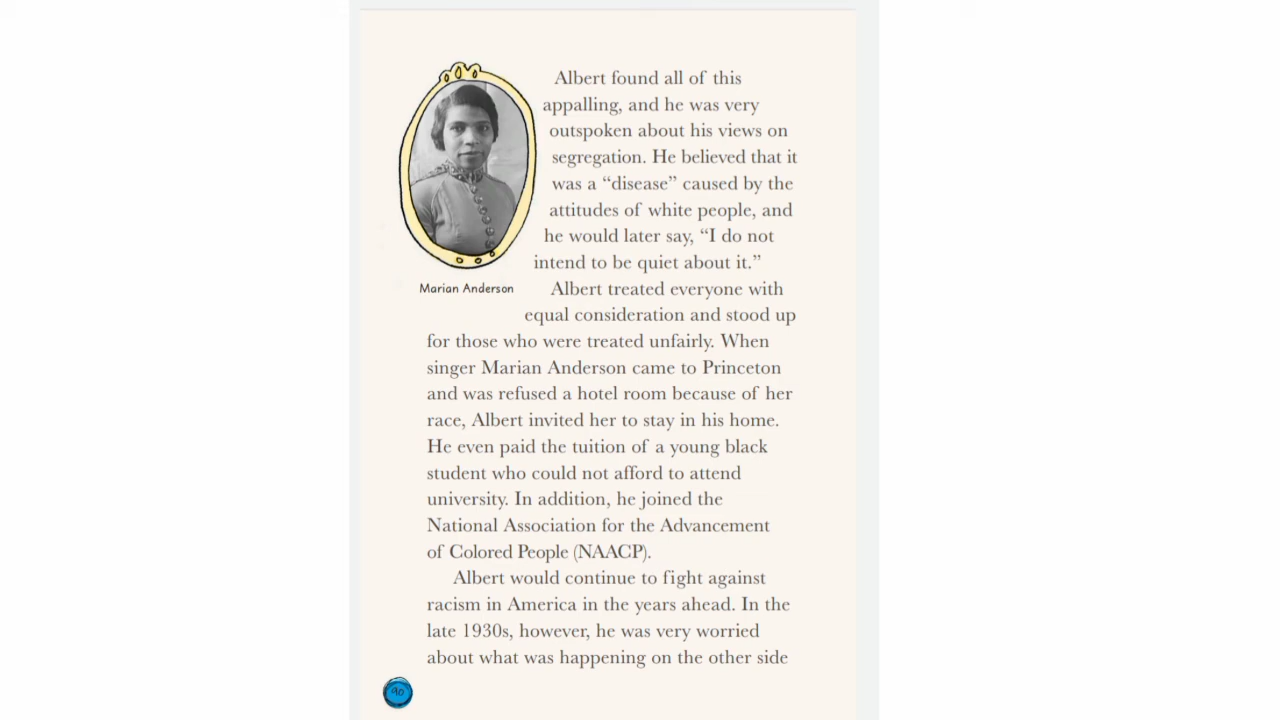 Albert found all of this
appalling, and he was very
outspoken about his views on
segregation. He believed that it
was a “disease” caused by the
attitudes of white people, and
he would later say, “I do not
intend to be quiet about it.”
Marian Anderson
Albert treated everyone with
equal consideration and stood up
for those who were treated unfairly. When
singer Marian Anderson came to Princeton
and was refused a hotel room because of her
race, Albert invited her to stay in his home.
He even paid the tuition of a young black
student who could not afford to attend
university. In addition, he joined the
National Association for the Advancement
of Colored People (NAACP).
Albert would continue to fight against
racism in America in the years ahead. In the
late 1930s, however, he was very worried
about what was happening on the other side
90